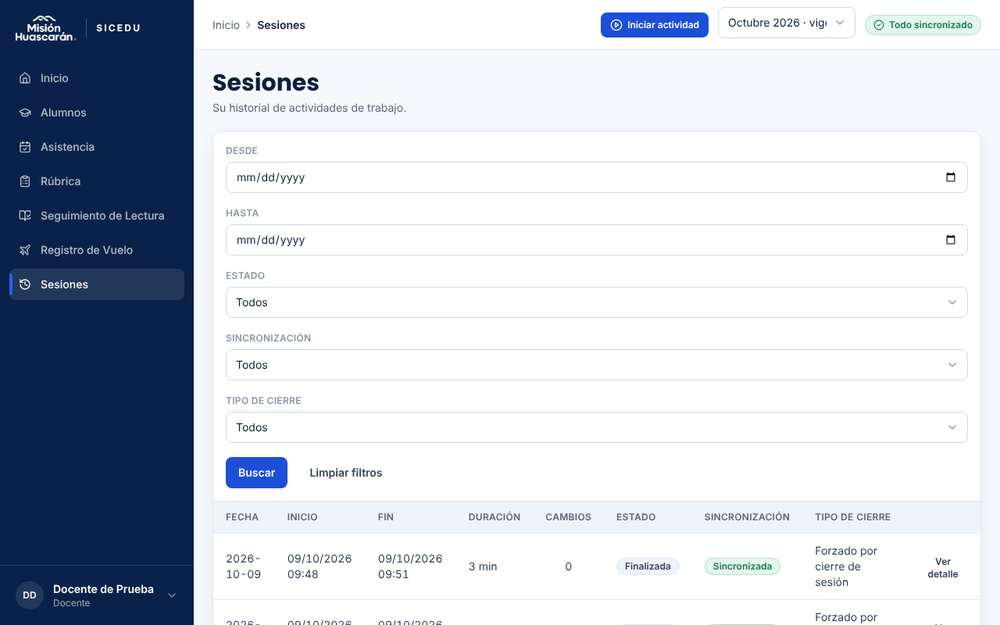 Misión
Huascarán.
SICEDU
Inicio
Alumnos
Asistencia
Rúbrica
Seguimiento de Lectura
Registro de Vuelo
Sesiones
DD
Docente de Prueba
Docente
Inicio > Sesiones
Iniciar actividad
Octubre 2026 · vige
Todo sincronizado
Sesiones
Su historial de actividades de trabajo.
DESDE
mm/dd/yyyy
HASTA
mm/dd/yyyy
ESTADO
Todos
SINCRONIZACIÓN
Todos
TIPO DE CIERRE
Todos
Buscar
Limpiar filtros
FECHA INICIO FIN DURACIÓN CAMBIOS ESTADO SINCRONIZACIÓN TIPO DE CIERRE
2026-
10-09
09/10/2026
09:48
09/10/2026
09:51
3 min
0
Finalizada
Sincronizada
Forzado por
cierre de
sesión
Ver
detalle
2026-
09/10/2026
09/10/2026
Forzado por